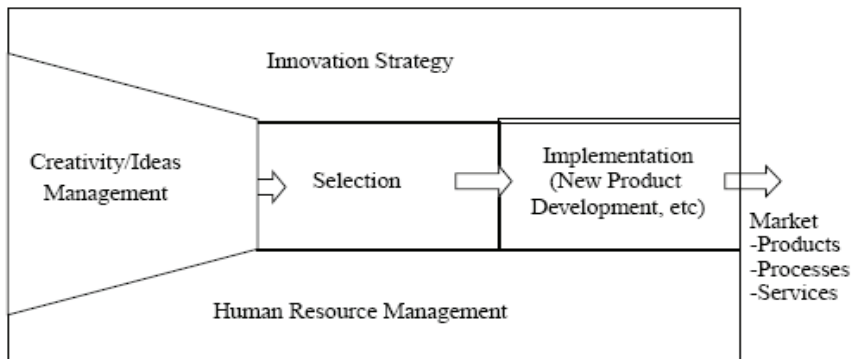 Innovation Strategy
Creativity/Ideas
Management
Selection
Implementation
(New Product
Development, etc)
Market
-Products
-Processes
-Services
Human Resource Management